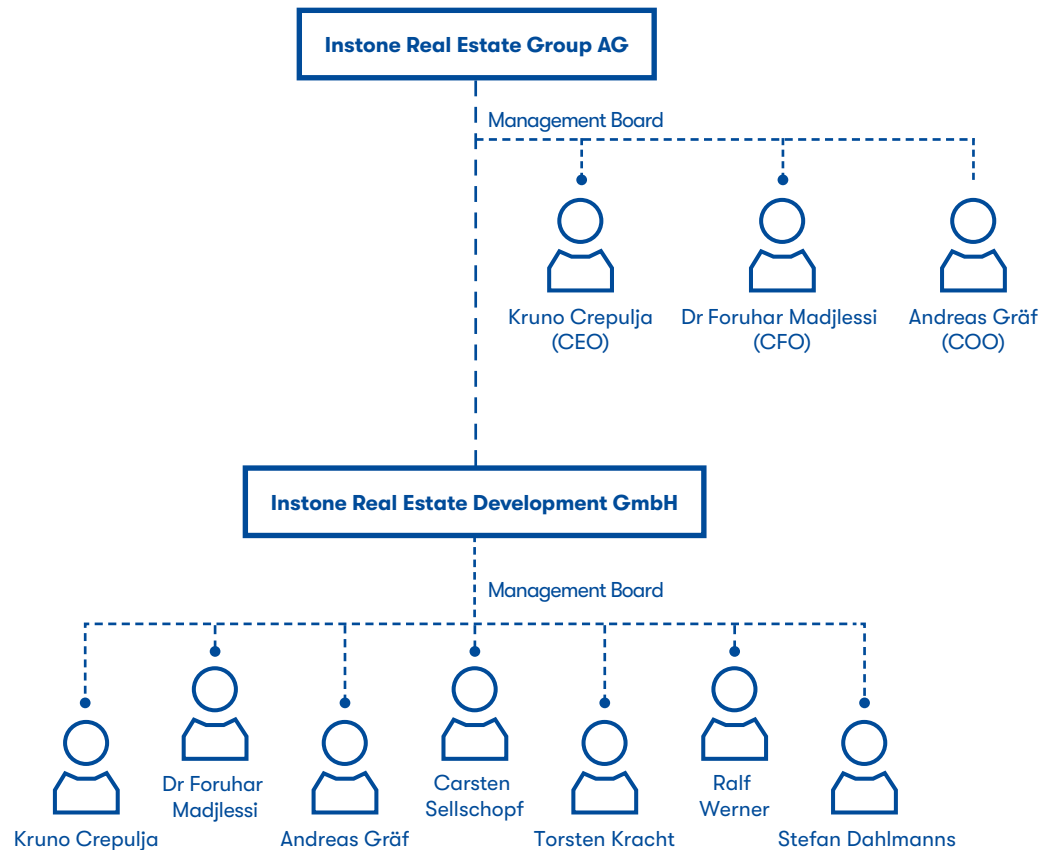 Instone Real Estate Group AG
Management Board
Kruno Crepulja
(CEO)
Dr Foruhar Madjlessi
(CFO)
Andreas Gräf
(COO)
Instone Real Estate Development GmbH
Management Board
Kruno Crepulja
Dr Foruhar
Madjlessi
Andreas Gräf
Carsten
Sellschopf
Torsten Kracht
Ralf
Werner
Stefan Dahlmanns